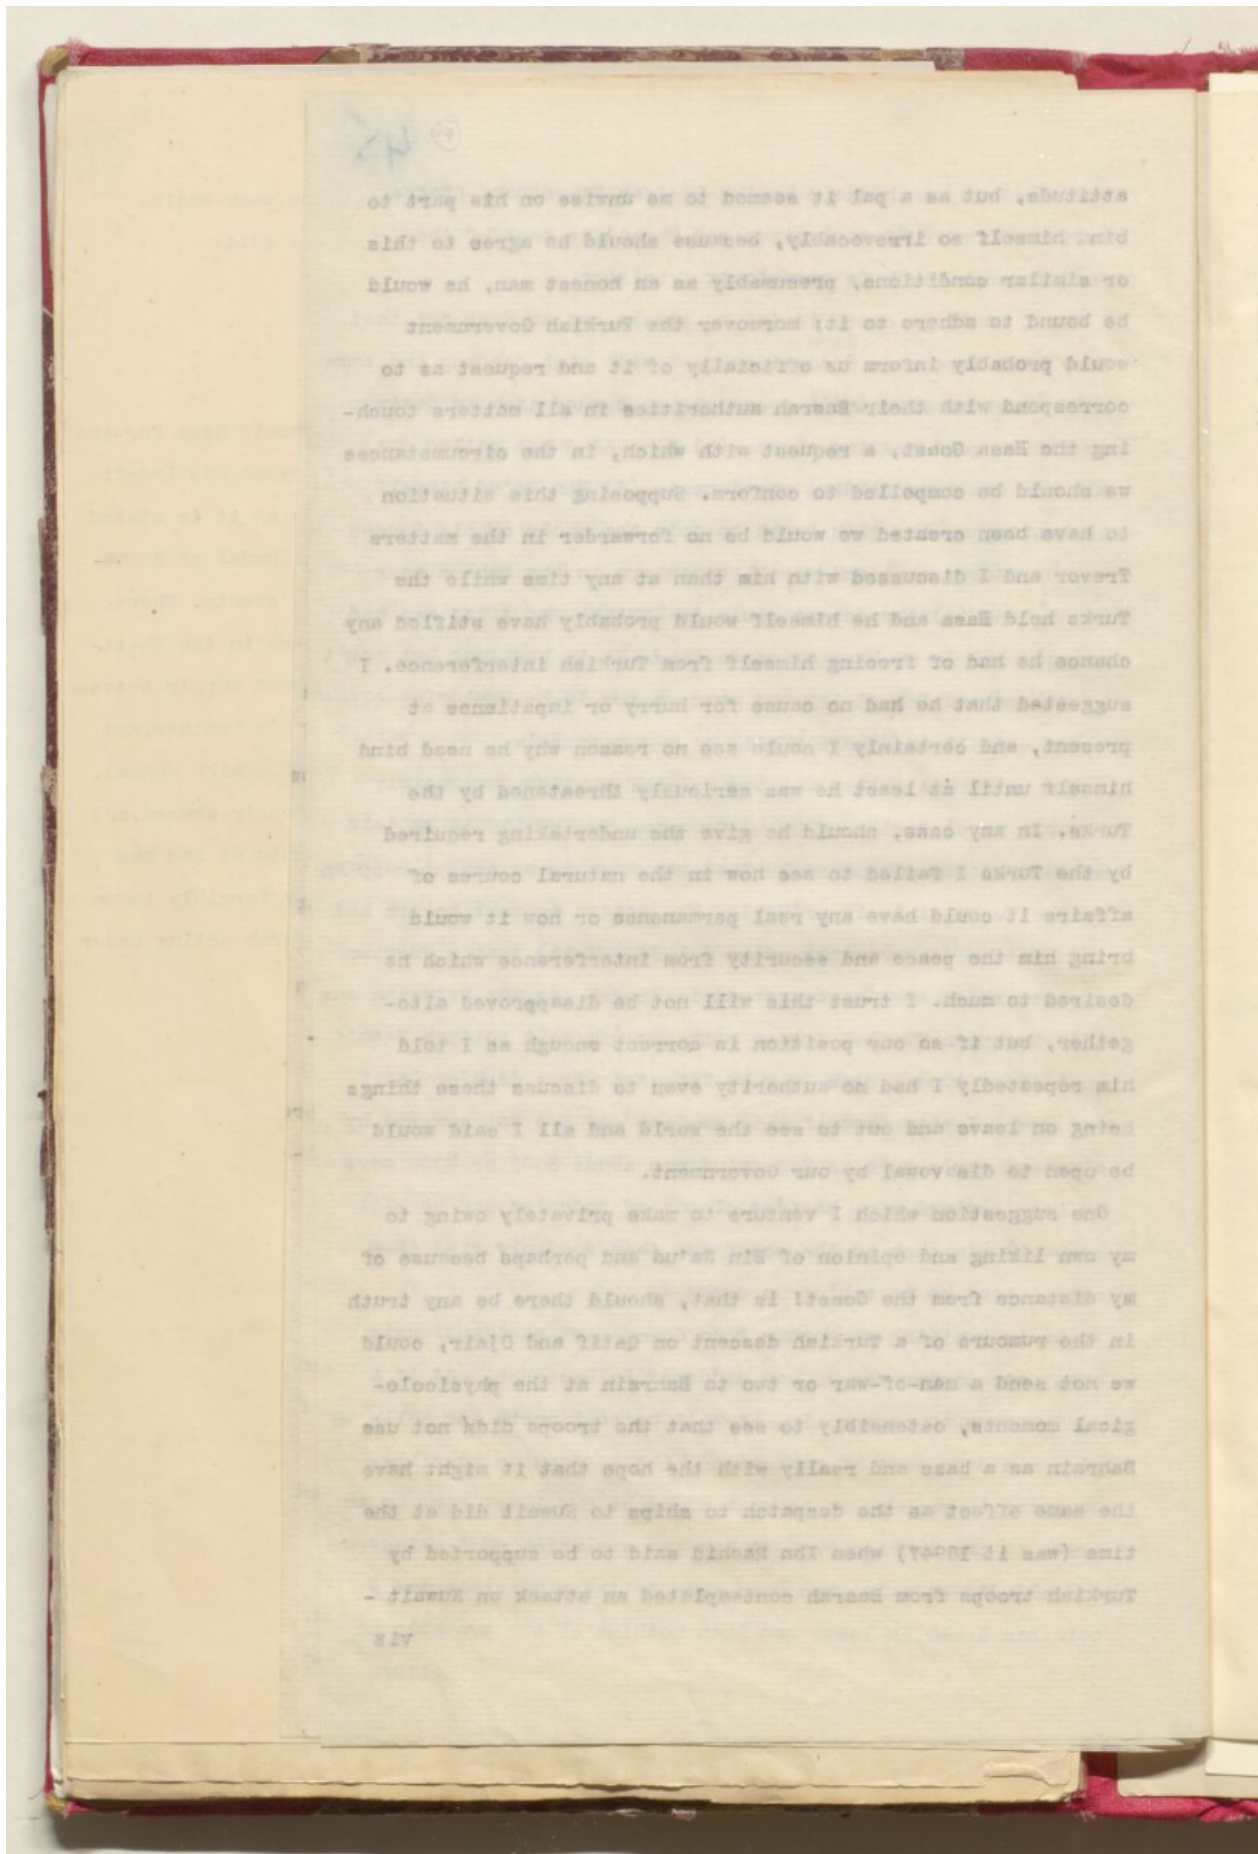 45
attitude, but as a pal it seemed to me unwise on his part to
bind himself so irrevocably, because should he agree to this
or similar conditions, presumably as an honest man, he would
be bound to adhere to it; moreover the Turkish Government
would probably inform us officially of it and request us to
correspond with their Basrah authorities in all matters touch-
ing the Hasa Coast, a request with which, in the circumstances
we should be compelled to conform. Supposing this situation
to have been created we would be no forwarder in the matters
Trevor and I discussed with him than at any time while the
Turks held Hasa and he himself would probably have stifled any
chance he had of freeing himself from Turkish interference. I
suggested that he had no cause for hurry or impatience at
present, and certainly I could see no reason why he need bind
himself until at least he was seriously threatened by the
Turks. In any case, should he give the undertaking required
by the Turks I failed to see how in the natural course of
affairs it could have any real permanence or how it would
bring him the peace and security from interference which he
desired to much. I trust this will not be disapproved alto-
gether, but if so our position is correct enough as I told
him repeatedly I had no authority even to discuss these things
being on leave and out to see the world and all I said would
be open to disavowal by our Government.
One suggestion which I venture to make privately owing to
my own liking and opinion of Bin Sa'ud and perhaps because of
my distance from the Coast! is that, should there be any truth
in the rumours of a Turkish descent on Qatif and Ojair, could
we not send a man-of-war or two to Bahrain at the physicolo-
gical moments, ostensibly to see that the troops did not use
Bahrain as a base and really with the hope that it might have
the same effect as the despatch to ships to Kuwait did at the
time (was it 1894?) when Ibn Rashid said to be supported by
Turkish troops from Basrah contemplated an attack on Kuwait -
viz